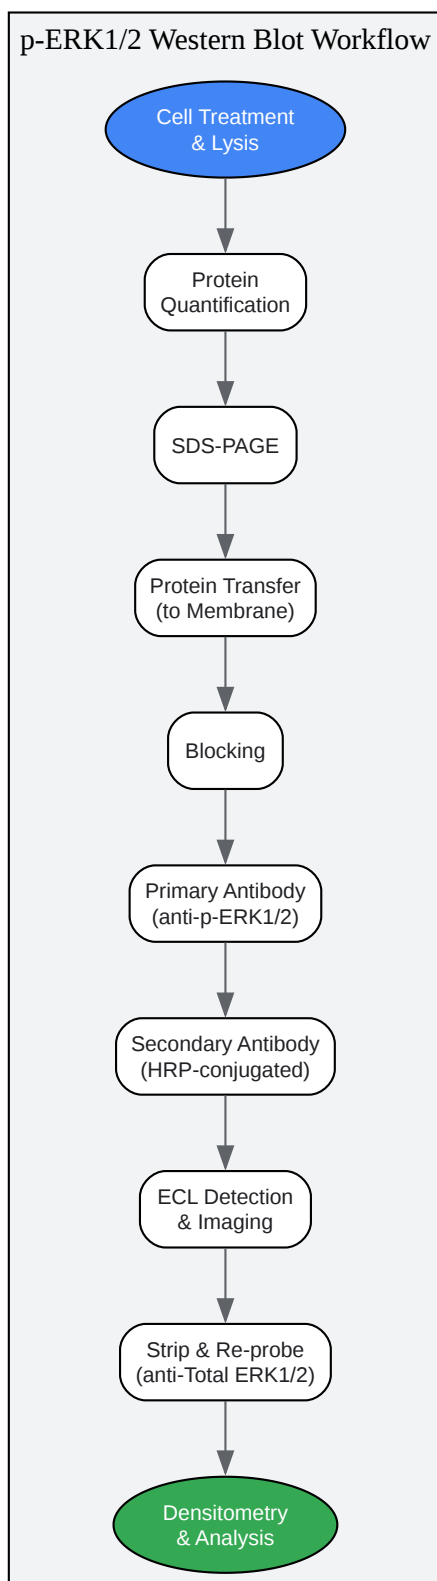 p-ERK1/2 Western Blot Workflow
Cell Treatment
& Lysis
Protein
Quantification
SDS-PAGE
Protein Transfer
(to Membrane)
Blocking
Primary Antibody
(anti-p-ERK1/2)
Secondary Antibody
(HRP-conjugated)
ECL Detection
& Imaging
Strip & Re-probe
(anti-Total ERK1/2)
Densitometry
& Analysis